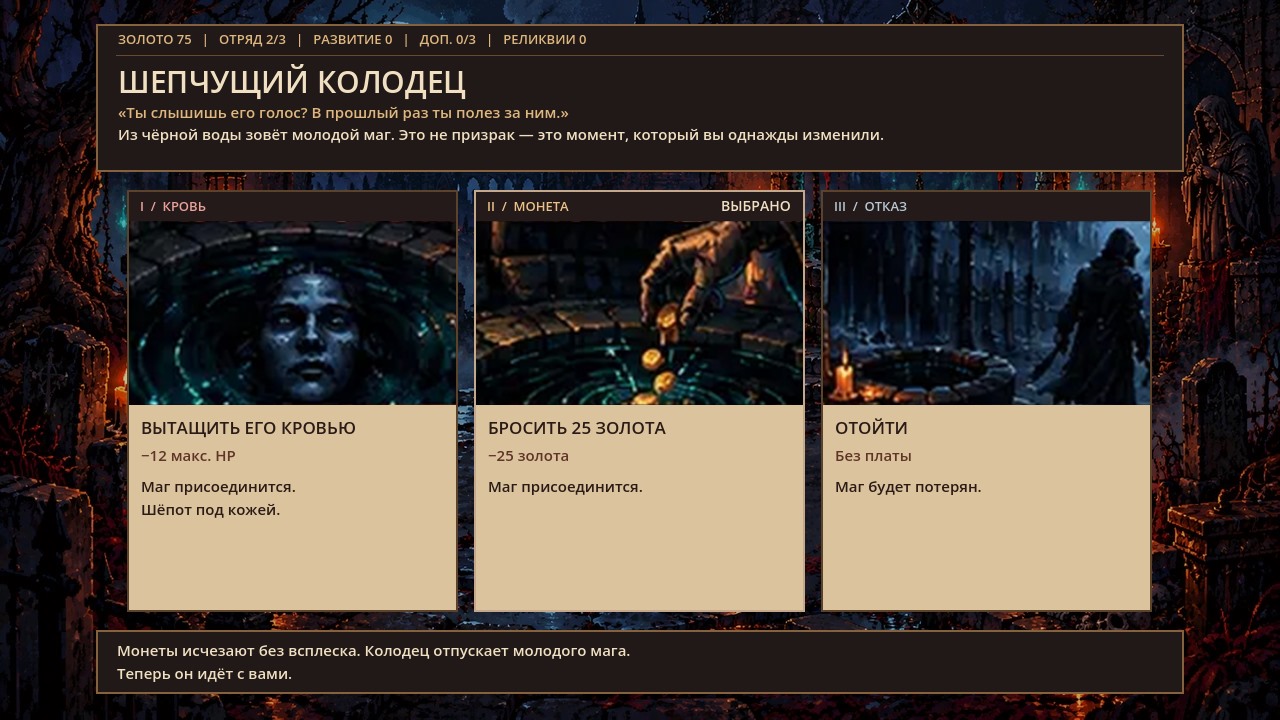 ЗОЛОТО 75 | ОТРЯД 2/3 | РАЗВИТИЕ 0 | ДОП. 0/3 | РЕЛИКВИИ 0
ШЕПЧУЩИЙ КОЛОДЕЦ
«Ты слышишь его голос? В прошлый раз ты полез за ним.»
Из чёрной воды зовёт молодой маг. Это не призрак — это момент, который вы однажды изменили.
I / КРОВЬ
ВЫТАЩИТЬ ЕГО КРОВЬЮ
−12 макс. HP
Маг присоединится.
Шёпот под кожей.
II / МОНЕТА ВЫБРАНО
БРОСИТЬ 25 ЗОЛОТА
−25 золота
Маг присоединится.
III / ОТКАЗ
ОТОЙТИ
Без платы
Маг будет потерян.
Монеты исчезают без всплеска. Колодец отпускает молодого мага.
Теперь он идёт с вами.